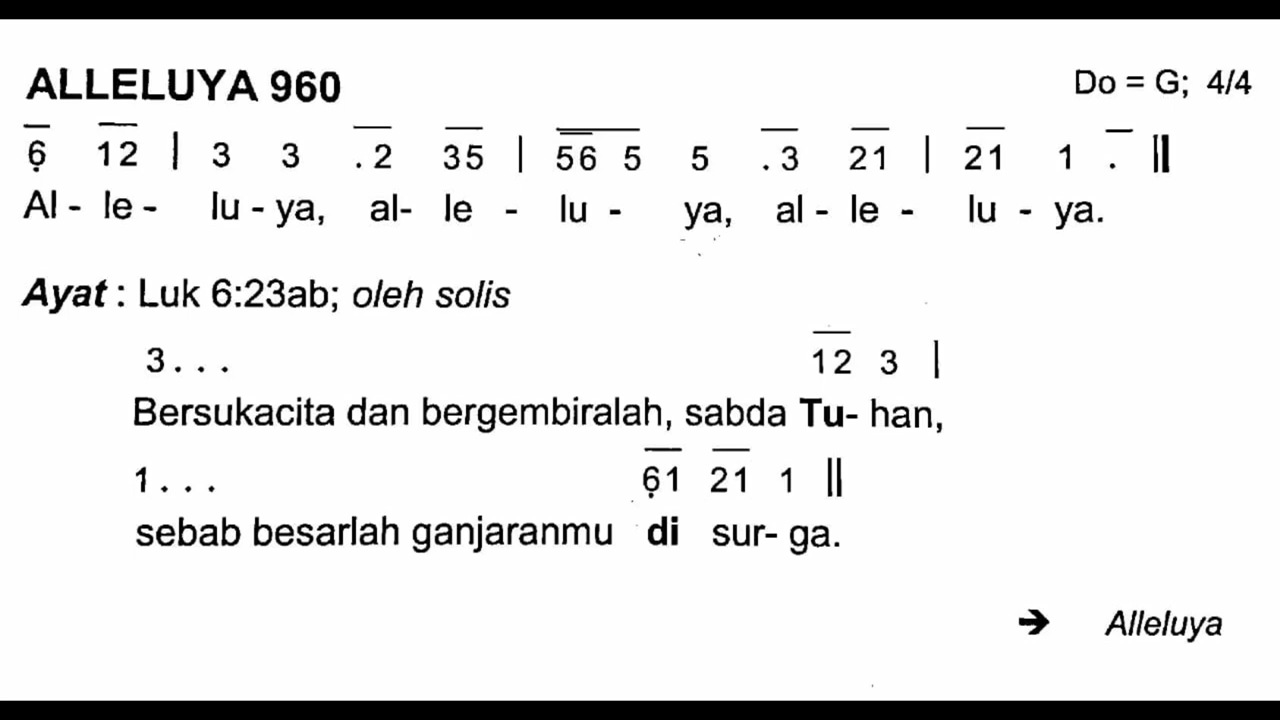 ALLELUYA 960 Do = G; 4/4
6̣ 12 | 3 3 .2 35 | 56 5 5 .3 21 | 21 1 . ||
Al - le - lu - ya, al- le - lu - ya, al - le - lu - ya.
Ayat : Luk 6:23ab; oleh solis
3 . . . 12 3 |
Bersukacita dan bergembiralah, sabda Tu- han,
1 . . . 6̣1 21 1 ||
sebab besarlah ganjaranmu di sur- ga.
➔ Alleluya